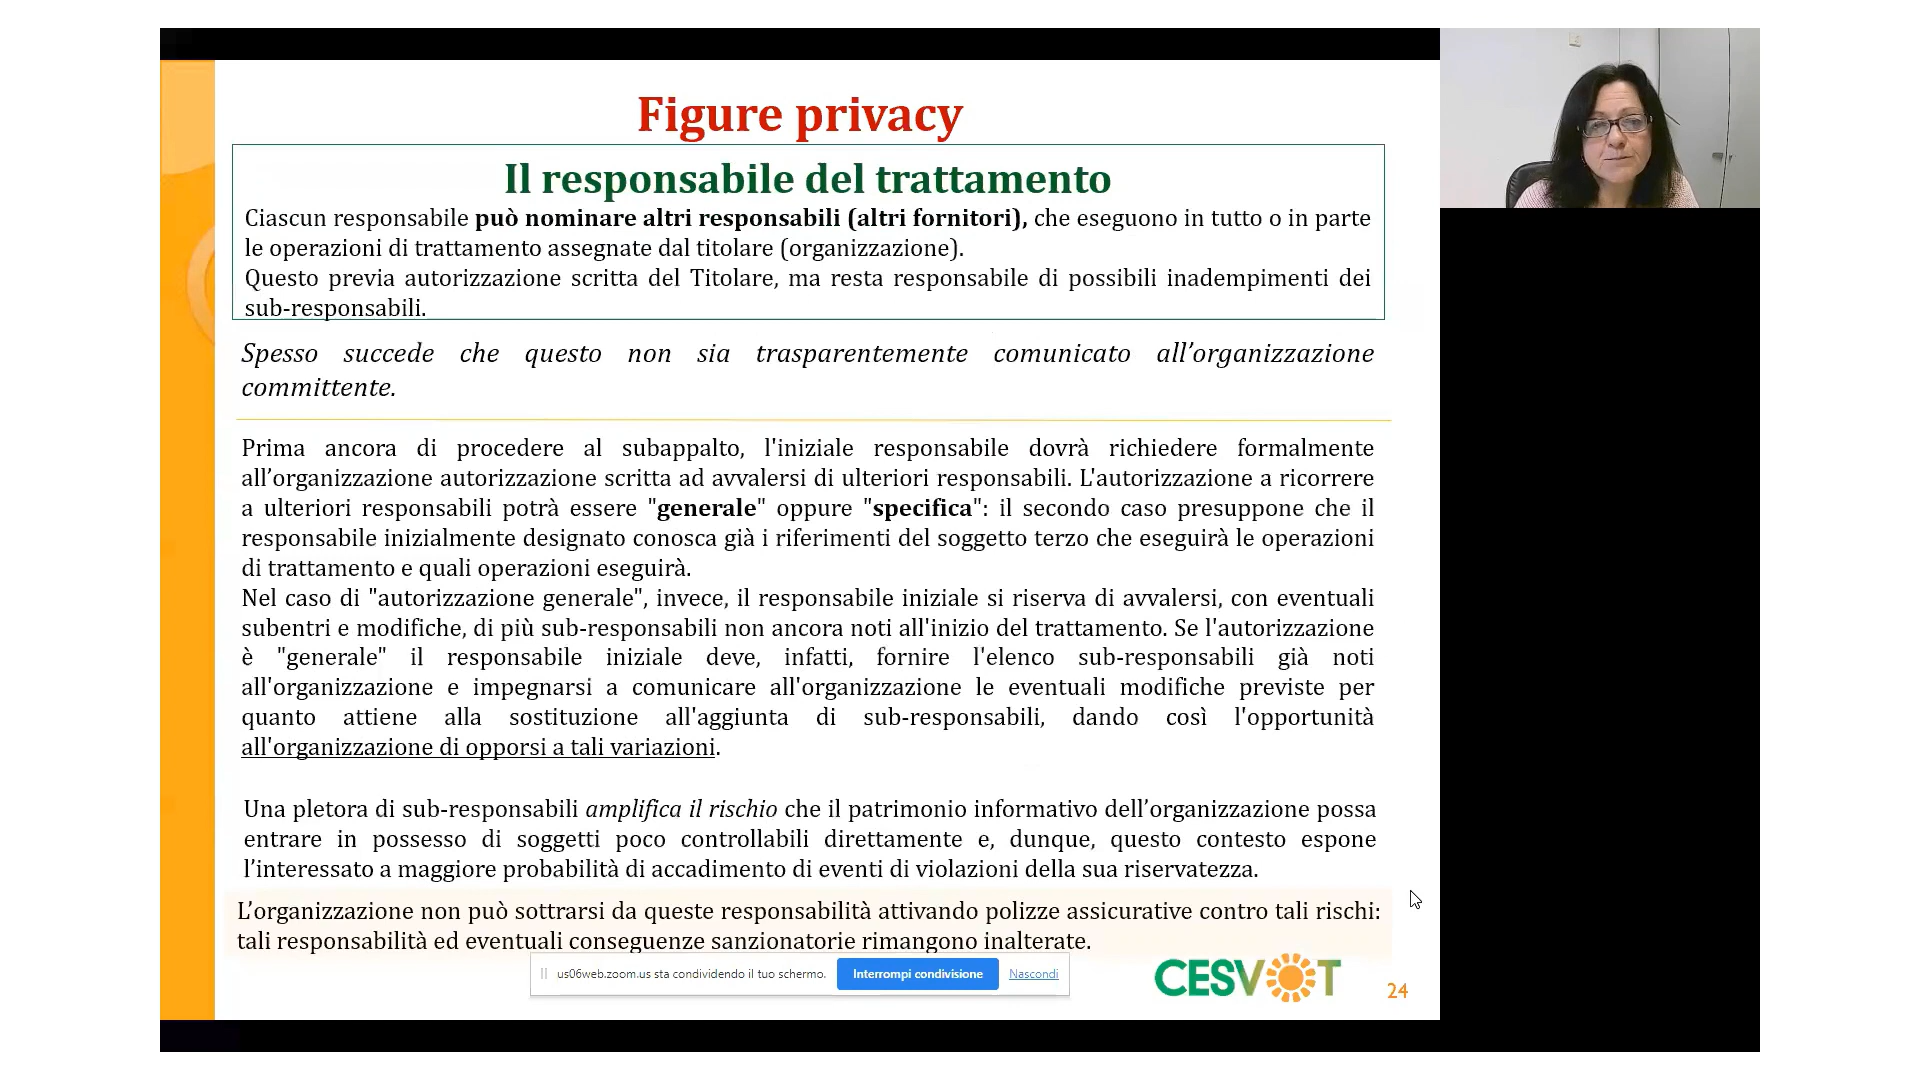 Figure privacy
Il responsabile del trattamento
Ciascun responsabile può nominare altri responsabili (altri fornitori), che eseguono in tutto o in parte
le operazioni di trattamento assegnate dal titolare (organizzazione).
Questo previa autorizzazione scritta del Titolare, ma resta responsabile di possibili inadempimenti dei
sub-responsabili.
Spesso succede che questo non sia trasparentemente comunicato all’organizzazione
committente.
Prima ancora di procedere al subappalto, l'iniziale responsabile dovrà richiedere formalmente
all’organizzazione autorizzazione scritta ad avvalersi di ulteriori responsabili. L'autorizzazione a ricorrere
a ulteriori responsabili potrà essere "generale" oppure "specifica": il secondo caso presuppone che il
responsabile inizialmente designato conosca già i riferimenti del soggetto terzo che eseguirà le operazioni
di trattamento e quali operazioni eseguirà.
Nel caso di "autorizzazione generale", invece, il responsabile iniziale si riserva di avvalersi, con eventuali
subentri e modifiche, di più sub-responsabili non ancora noti all'inizio del trattamento. Se l'autorizzazione
è "generale" il responsabile iniziale deve, infatti, fornire l'elenco sub-responsabili già noti
all'organizzazione e impegnarsi a comunicare all'organizzazione le eventuali modifiche previste per
quanto attiene alla sostituzione all'aggiunta di sub-responsabili, dando così l'opportunità
all'organizzazione di opporsi a tali variazioni.
Una pletora di sub-responsabili amplifica il rischio che il patrimonio informativo dell’organizzazione possa
entrare in possesso di soggetti poco controllabili direttamente e, dunque, questo contesto espone
l’interessato a maggiore probabilità di accadimento di eventi di violazioni della sua riservatezza.
L’organizzazione non può sottrarsi da queste responsabilità attivando polizze assicurative contro tali rischi:
tali responsabilità ed eventuali conseguenze sanzionatorie rimangono inalterate.
us06web.zoom.us sta condividendo il tuo schermo. Interrompi condivisione Nascondi
CESVOT
24